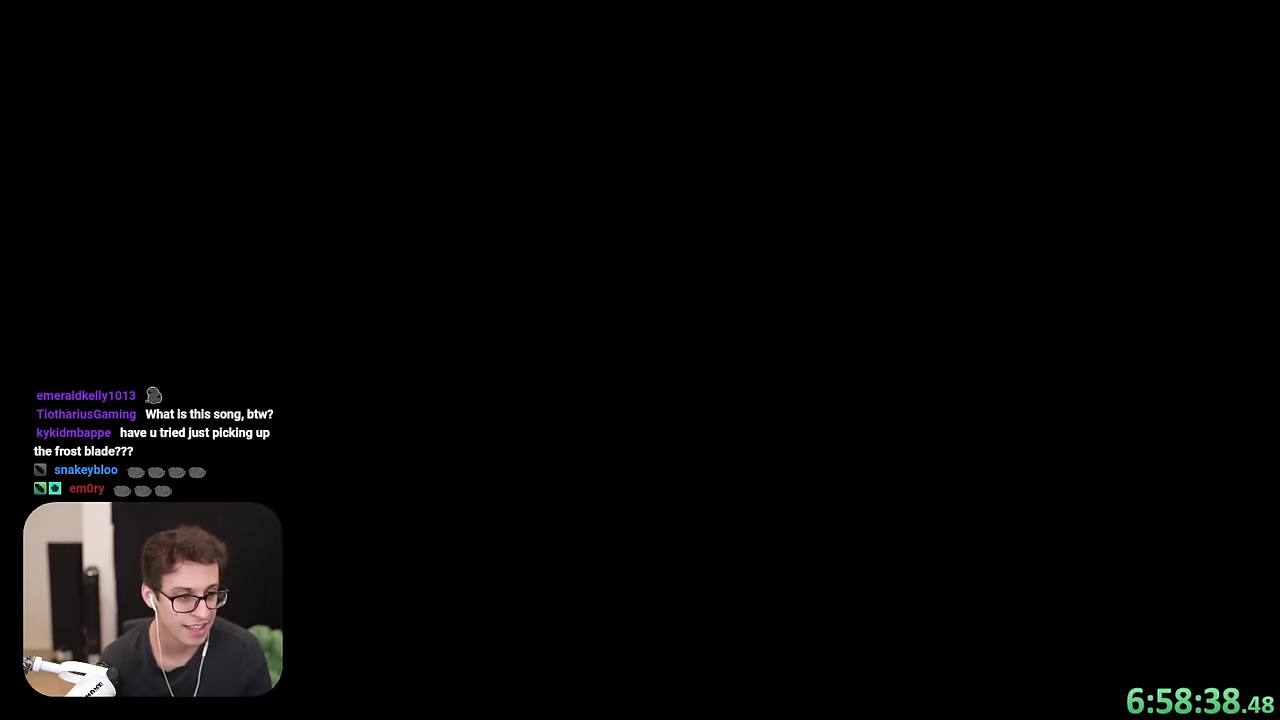 emeraldkelly1013
TiothariusGaming What is this song, btw?
kykidmbappe have u tried just picking up
the frost blade???
snakeybloo
em0ry
6:58:38.48